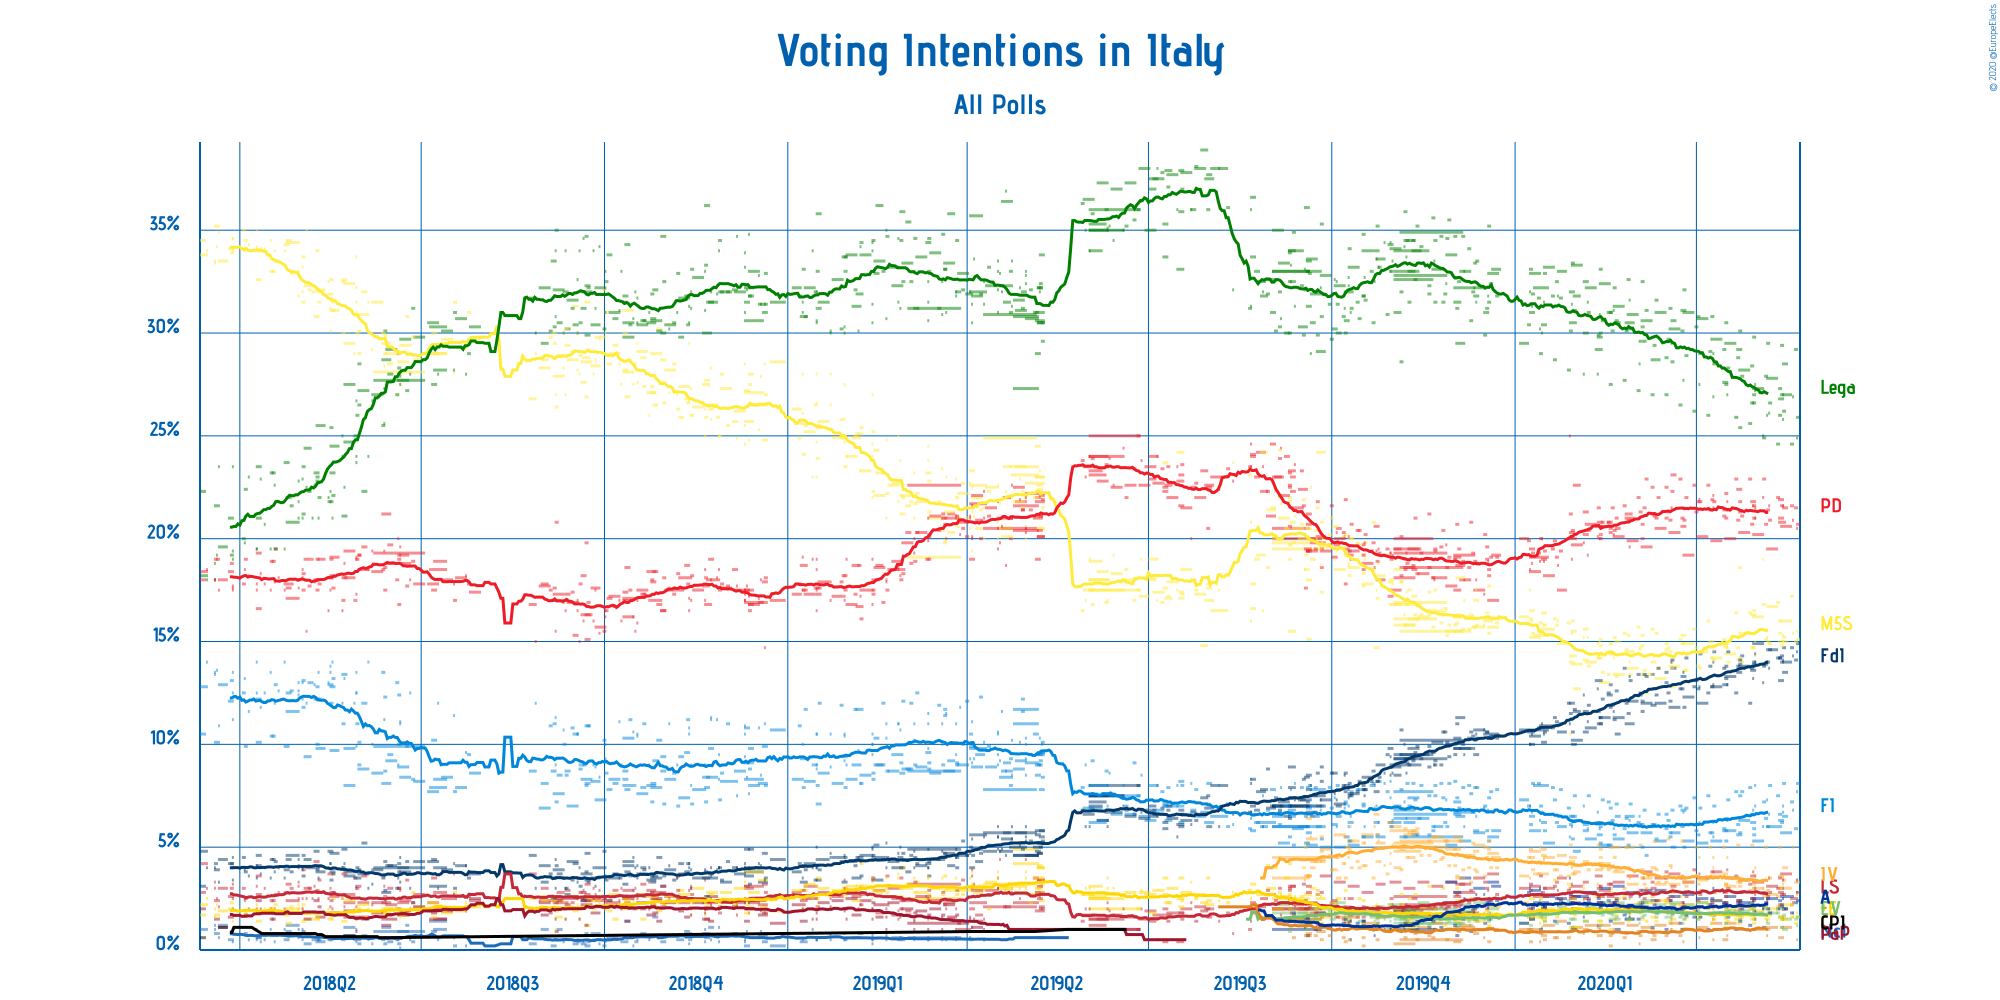 © 2020 @EuropeElects
Voting Intentions in Italy
All Polls
35%
30%
25%
20%
15%
10%
5%
0%
Lega
PD
M5S
FdI
FI
IV
LS
A
EV
CPI
PaP
2018Q2
2018Q3
2018Q4
2019Q1
2019Q2
2019Q3
2019Q4
2020Q1